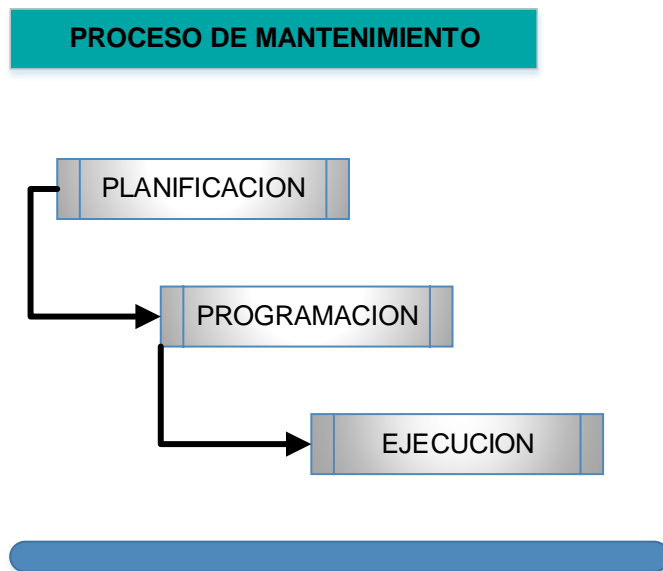 PROCESO DE MANTENIMIENTO
PLANIFICACION
PROGRAMACION
EJECUCION